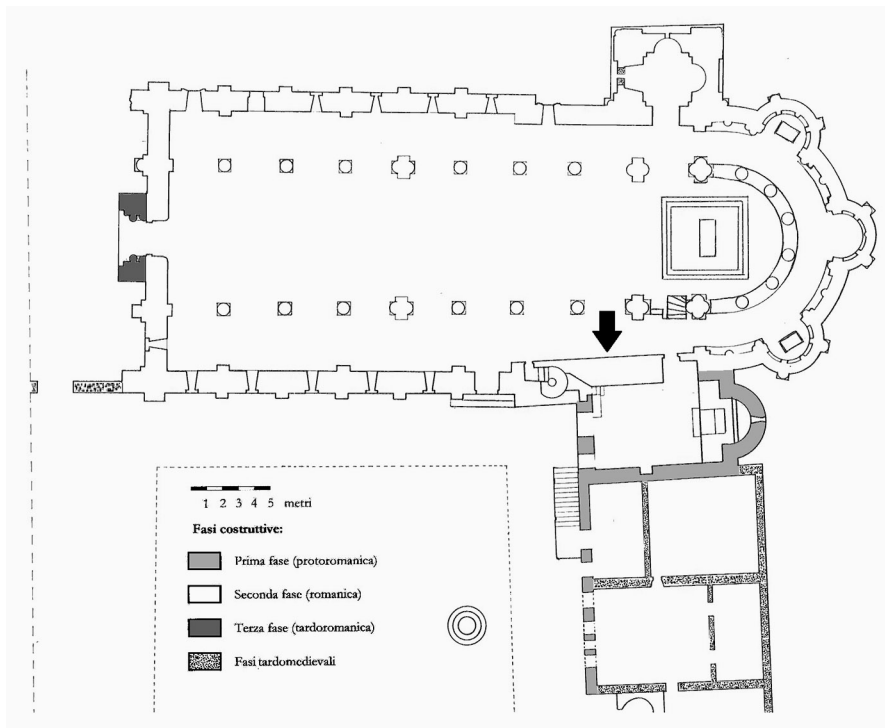 1 2 3 4 5 metri
Fasi costruttive:
Prima fase (protoromanica)
Seconda fase (romanica)
Terza fase (tardoromanica)
Fasi tardomedievali